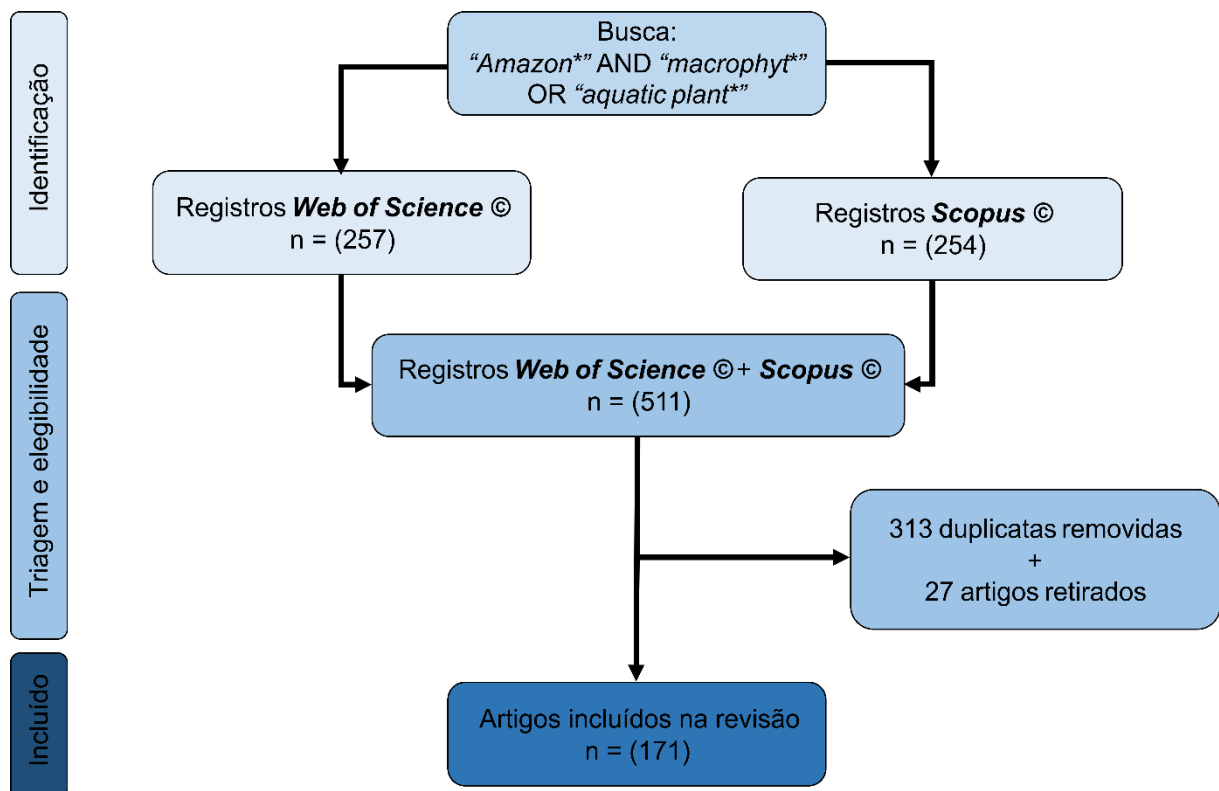 Identificação
Busca:
“Amazon*” AND “macrophyt*”
OR “aquatic plant*”
Registros Web of Science ©
n = (257)
Registros Scopus ©
n = (254)
Triagem e elegibilidade
Registros Web of Science © + Scopus ©
n = (511)
313 duplicatas removidas
+
27 artigos retirados
Incluído
Artigos incluídos na revisão
n = (171)